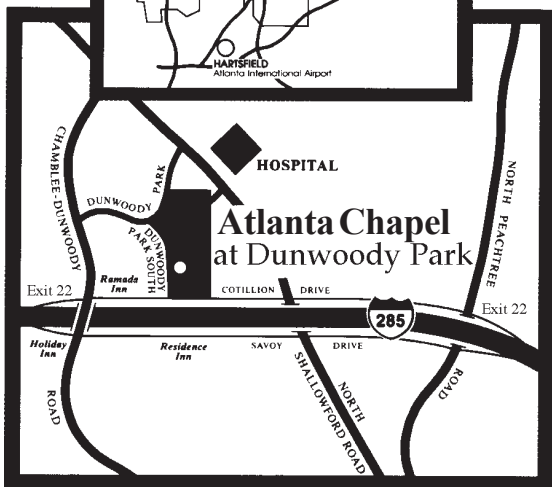 HARTSFIELD
Atlanta International Airport
CHAMBLEE-DUNWOODY
ROAD
HOSPITAL
DUNWOODY
PARK
DUNWOODY
PARK SOUTH
NORTH PEACHTREE
ROAD
Atlanta Chapel
at Dunwoody Park
Ramada
Inn
Exit 22
COTILLION DRIVE
Exit 22
285
Holiday
Inn
Residence
Inn
SAVOY DRIVE
NORTH
SHALLOWFORD ROAD